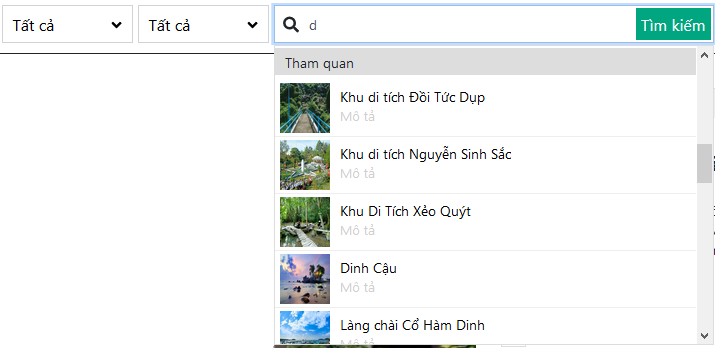 Tất cả
Tất cả
d
Tìm kiếm
Tham quan
Khu di tích Đồi Tức Dụp
Mô tả
Khu di tích Nguyễn Sinh Sắc
Mô tả
Khu Di Tích Xẻo Quýt
Mô tả
Dinh Cậu
Mô tả
Làng chài Cổ Hàm Dinh
Mô tả